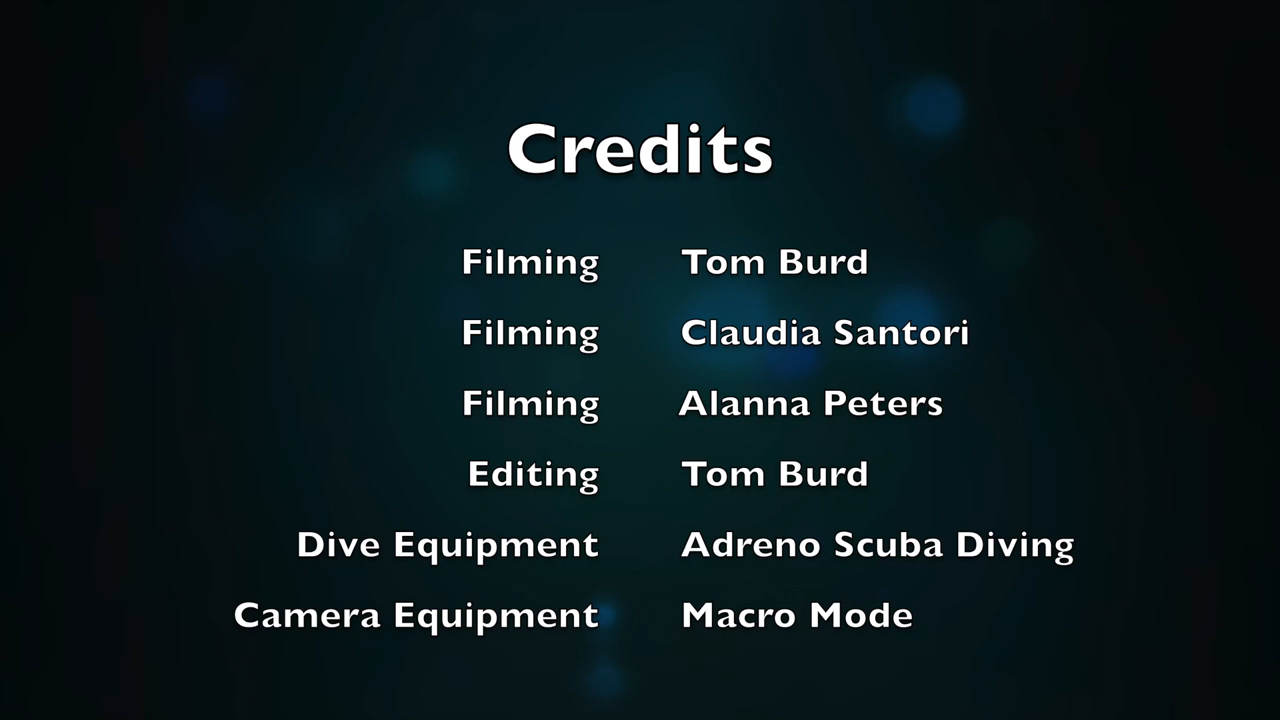 Credits
Filming Tom Burd
Filming Claudia Santori
Filming Alanna Peters
Editing Tom Burd
Dive Equipment Adreno Scuba Diving
Camera Equipment Macro Mode